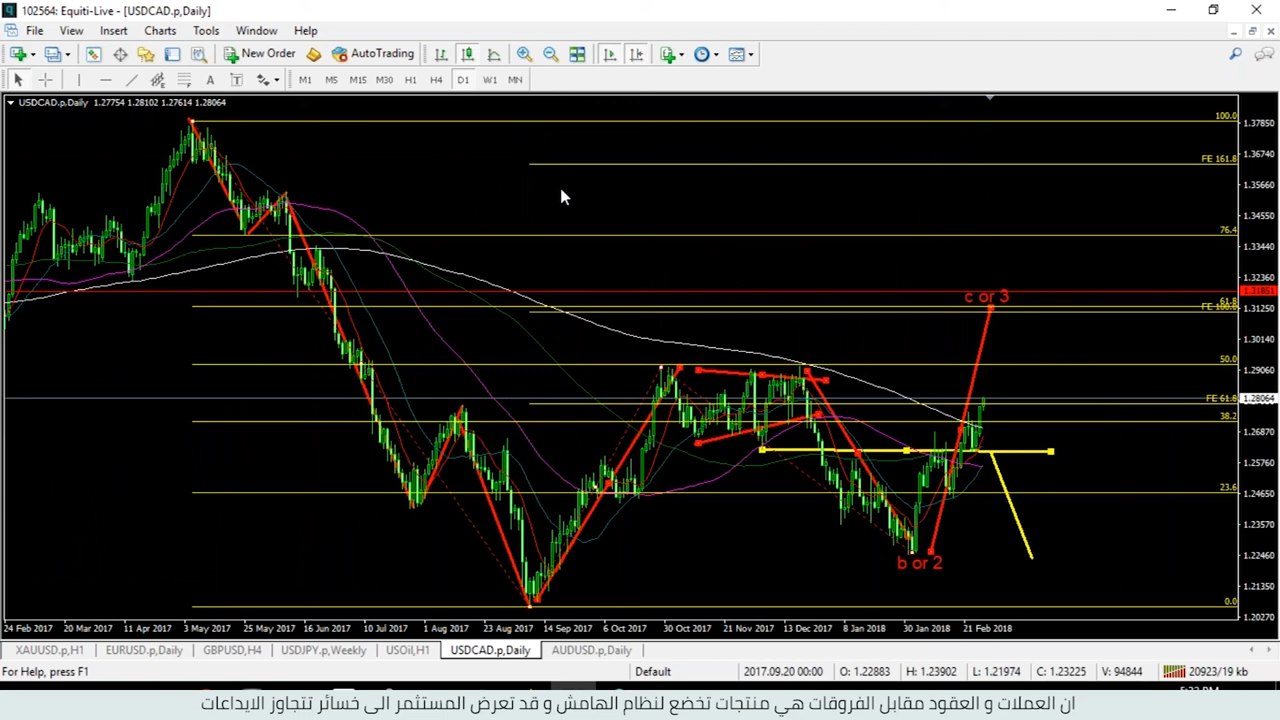 102564: Equiti-Live - [USDCAD.p,Daily]
File View Insert Charts Tools Window Help
New Order AutoTrading
A T M1 M5 M15 M30 H1 H4 D1 W1 MN
USDCAD.p,Daily 1.27754 1.28102 1.27614 1.28064
100.0
1.37850
FE 161.8
1.36740
1.35660
1.34550
76.4
1.33440
1.32360
1.31851
c or 3
61.8
FE 100.0
1.31250
1.30140
50.0
1.29060
FE 61.8
1.28064
38.2
1.26870
1.25760
23.6
1.24650
1.23570
1.22460
b or 2
1.21350
0.0
1.20270
24 Feb 2017 20 Mar 2017 11 Apr 2017 3 May 2017 25 May 2017 16 Jun 2017 10 Jul 2017 1 Aug 2017 23 Aug 2017 14 Sep 2017 6 Oct 2017 30 Oct 2017 21 Nov 2017 13 Dec 2017 8 Jan 2018 30 Jan 2018 21 Feb 2018
XAUUSD.p,H1 EURUSD.p,Daily GBPUSD,H4 USDJPY.p,Weekly USOil,H1 USDCAD.p,Daily AUDUSD.p,Daily
For Help, press F1 Default 2017.09.20 00:00 O: 1.22883 H: 1.23902 L: 1.21974 C: 1.23225 V: 94844 20923/19 kb
ان العملات و العقود مقابل الفروقات هي منتجات تخضع لنظام الهامش و قد تعرض المستثمر الى خسائر تتجاوز الايداعات